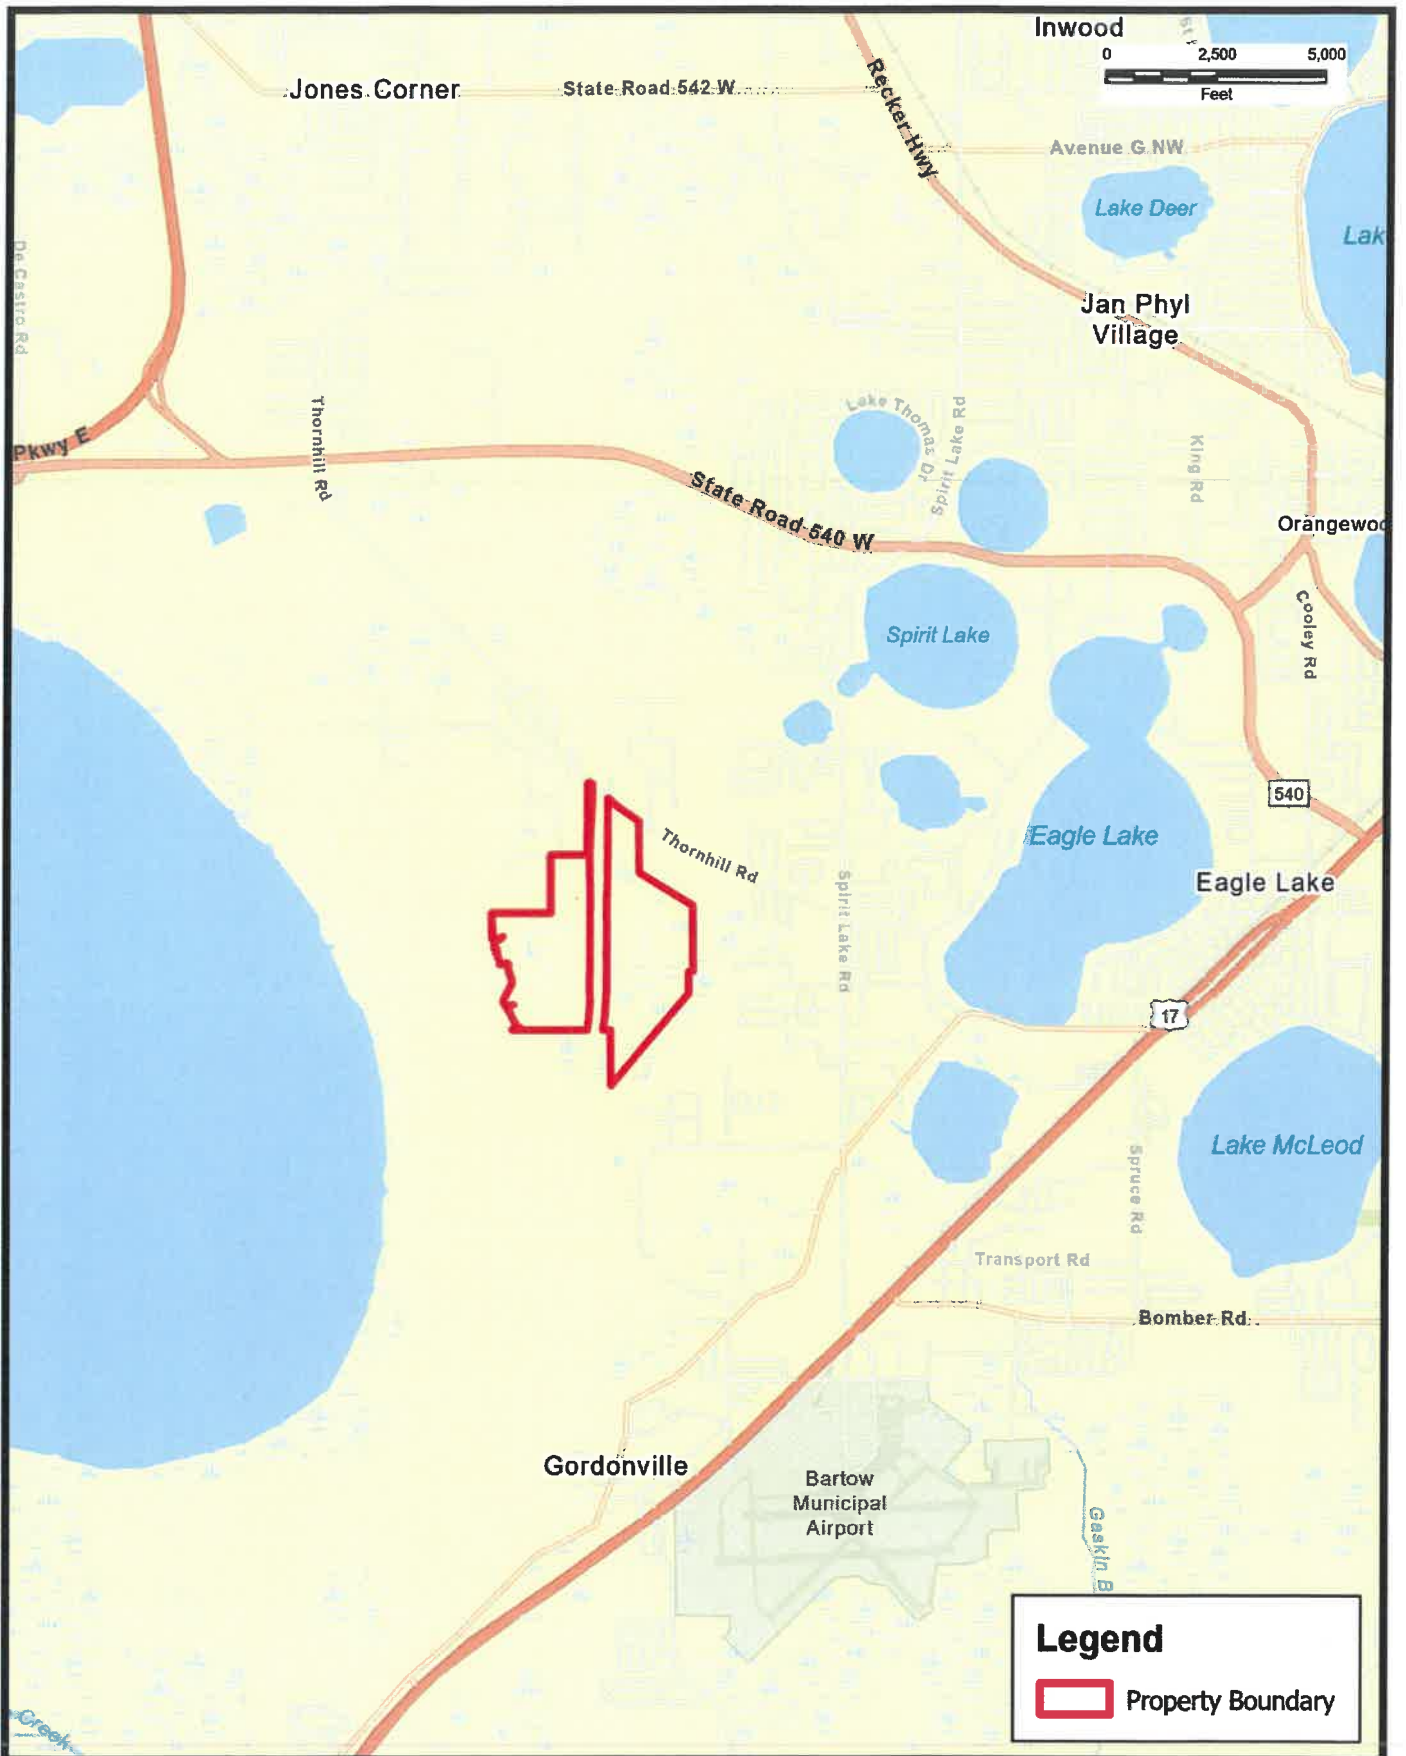 Inwood
0 2,500 5,000
Feet
Jones Corner
State Road 542 W
Recker Hwy
Avenue G NW
Lake Deer
Lak
De Castro Rd
Jan Phyl
Village
Pkwy E
Thornhill Rd
Lake Thomas Dr
Spirit Lake Rd
King Rd
State Road 540 W
Orangewoo
Cooley Rd
Spirit Lake
540
Eagle Lake
Thornhill Rd
Eagle Lake
Spirit Lake Rd
17
Lake McLeod
Spruce Rd
Transport Rd
Bomber Rd
Gordonville
Bartow
Municipal
Airport
Gaskin B
Creek
Legend
Property Boundary